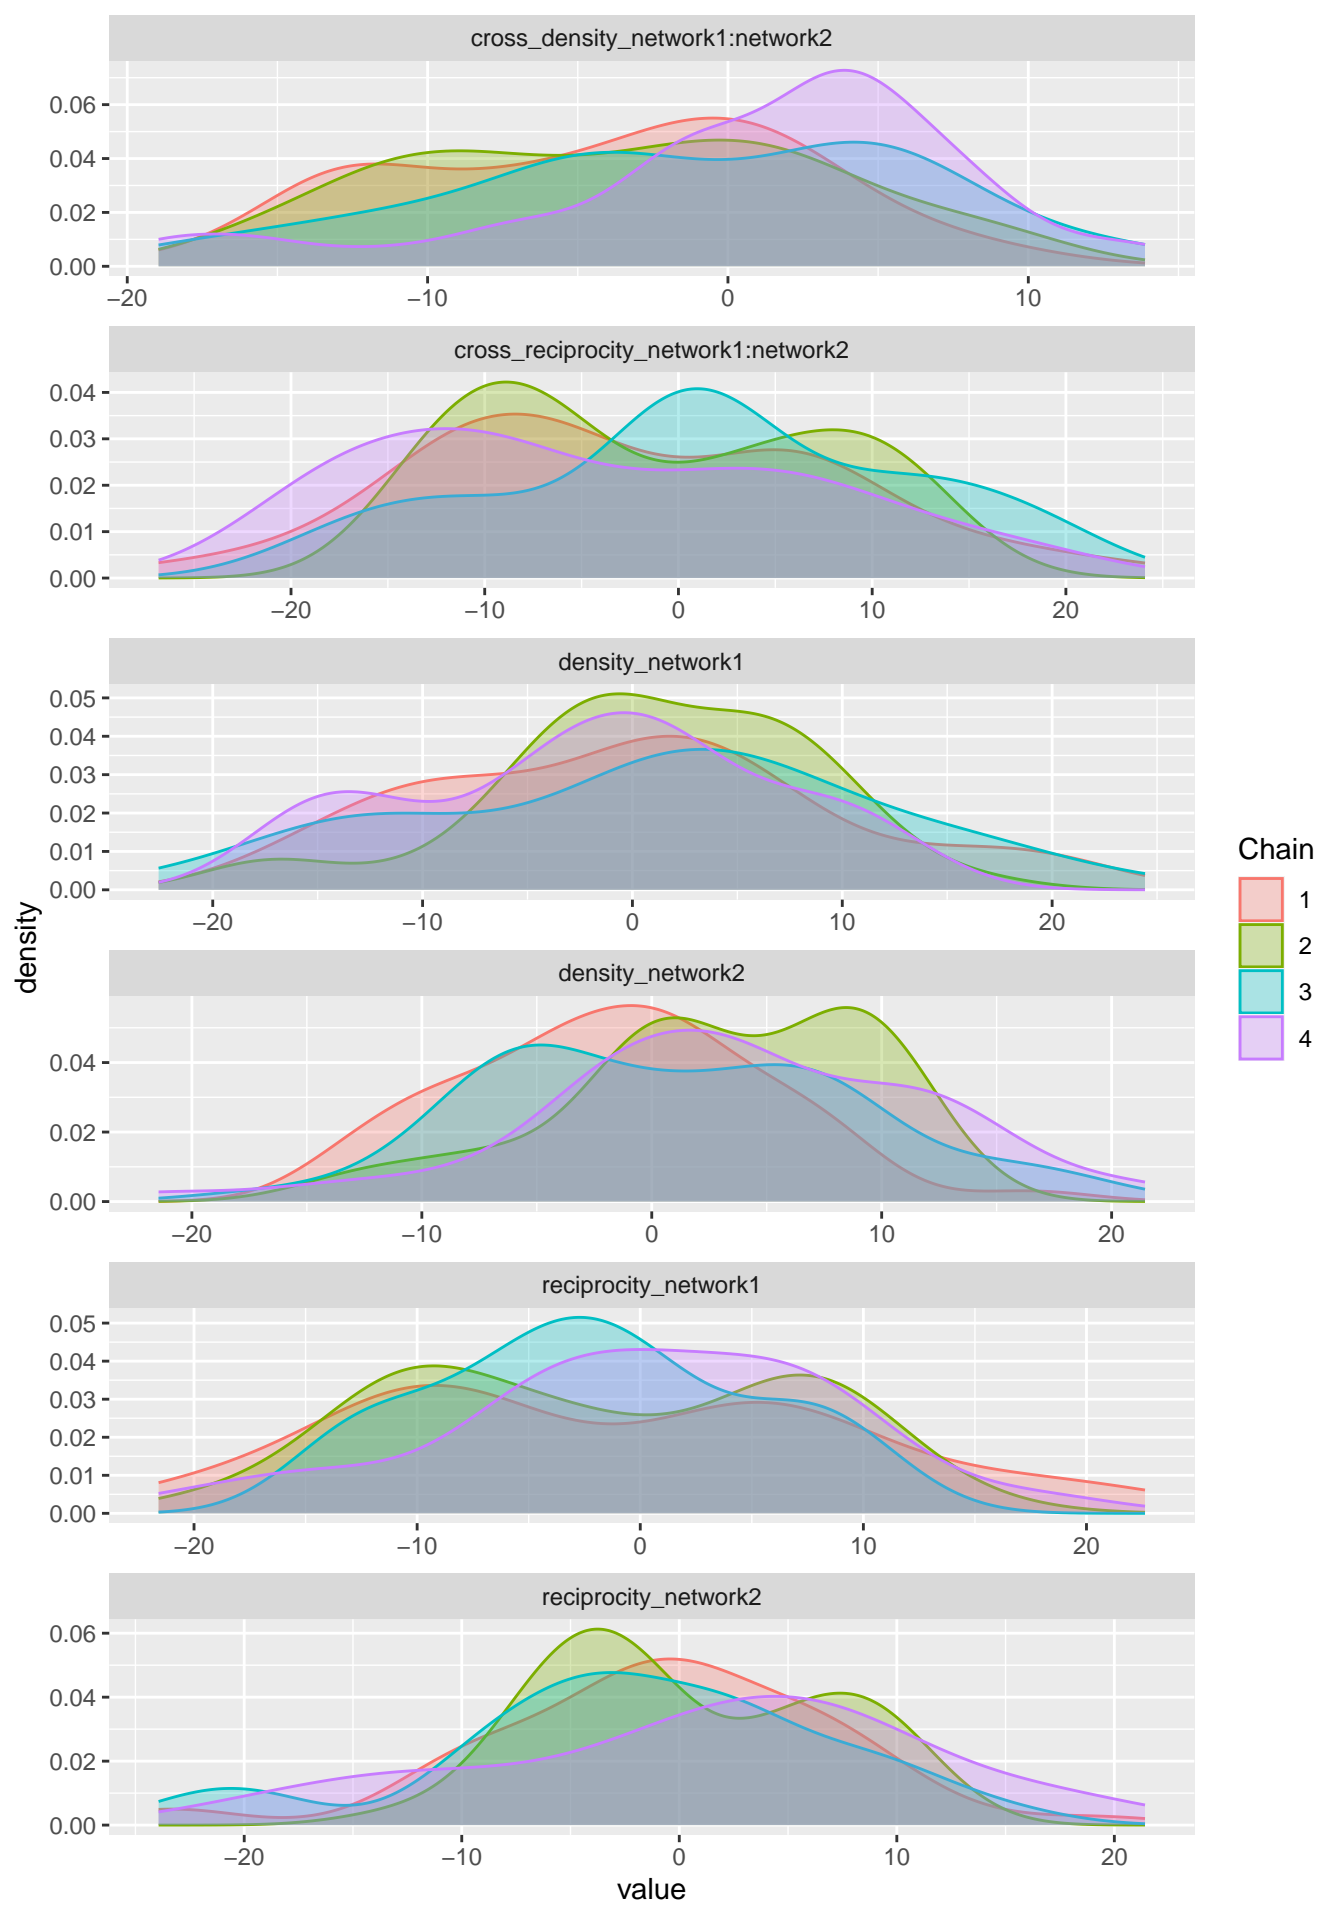 cross_density_network1:network2
0.06
0.04
0.02
0.00
−20 −10 0 10
cross_reciprocity_network1:network2
0.04
0.03
0.02
0.01
0.00
−20 −10 0 10 20
density_network1
0.05
0.04
0.03
0.02
0.01
0.00
−20 −10 0 10 20
density_network2
0.04
0.02
0.00
−20 −10 0 10 20
reciprocity_network1
0.05
0.04
0.03
0.02
0.01
0.00
−20 −10 0 10 20
reciprocity_network2
0.06
0.04
0.02
0.00
−20 −10 0 10 20
value
density
Chain
1
2
3
4